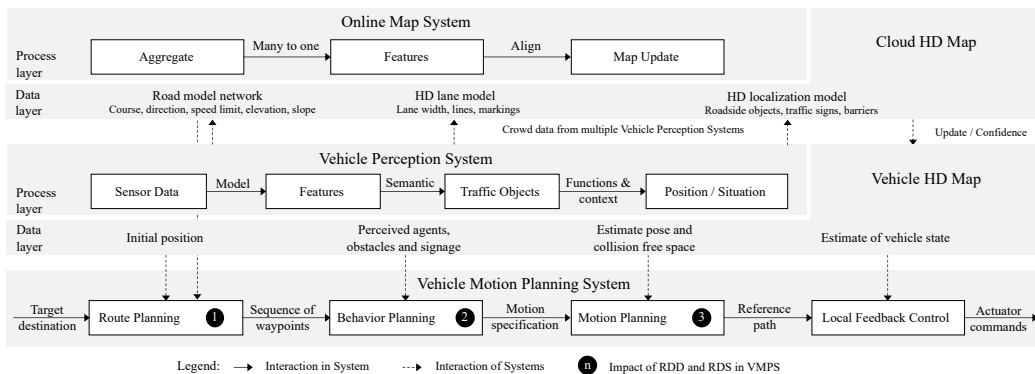 Online Map System
Cloud HD Map
Process
layer
Aggregate
Many to one
Features
Align
Map Update
Data
layer
Road model network
Course, direction, speed limit, elevation, slope
HD lane model
Lane width, lines, markings
HD localization model
Roadside objects, traffic signs, barriers
Crowd data from multiple Vehicle Perception Systems
Update / Confidence
Vehicle Perception System
Vehicle HD Map
Process
layer
Sensor Data
Model
Features
Semantic
Traffic Objects
Functions &
context
Position / Situation
Data
layer
Initial position
Perceived agents,
obstacles and signage
Estimate pose and
collision free space
Estimate of vehicle state
Vehicle Motion Planning System
Target
destination
Route Planning 1
Sequence of
waypoints
Behavior Planning 2
Motion
specification
Motion Planning 3
Reference
path
Local Feedback Control
Actuator
commands
Legend: Interaction in System Interaction of Systems n Impact of RDD and RDS in VMPS